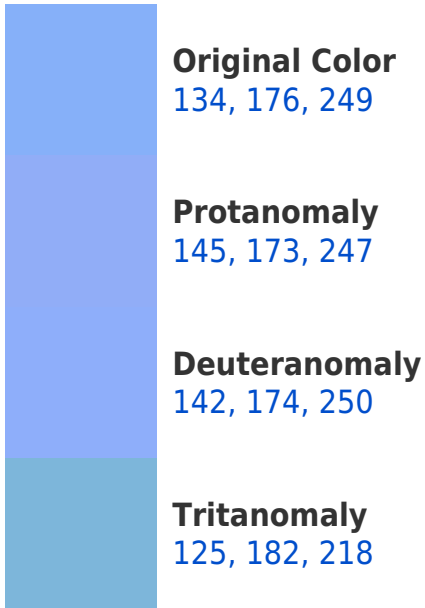 Original Color
134, 176, 249
Protanomaly
145, 173, 247
Deuteranomaly
142, 174, 250
Tritanomaly
125, 182, 218